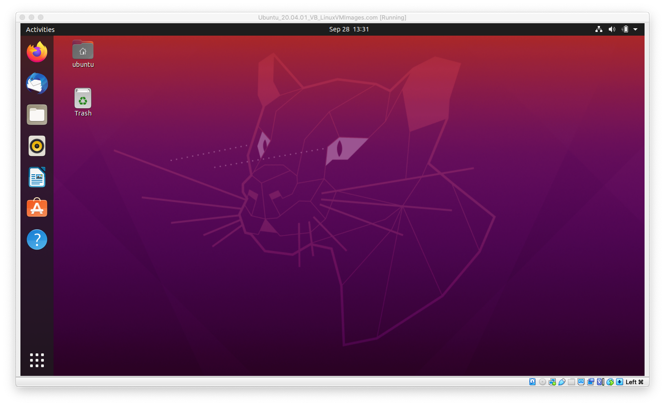 Ubuntu_20.04.01_VB_LinuxVMImages.com [Running]
Activities
Sep 28 13:31
ubuntu
Trash
Left ⌘